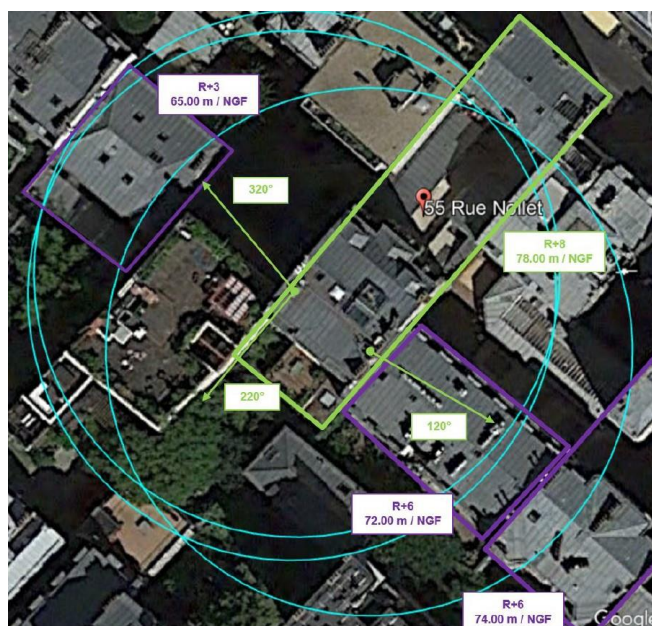 R+3
65.00 m / NGF
320°
55 Rue Nollet
R+8
78.00 m / NGF
220°
120°
R+6
72.00 m / NGF
R+6
74.00 m / NGF
Google